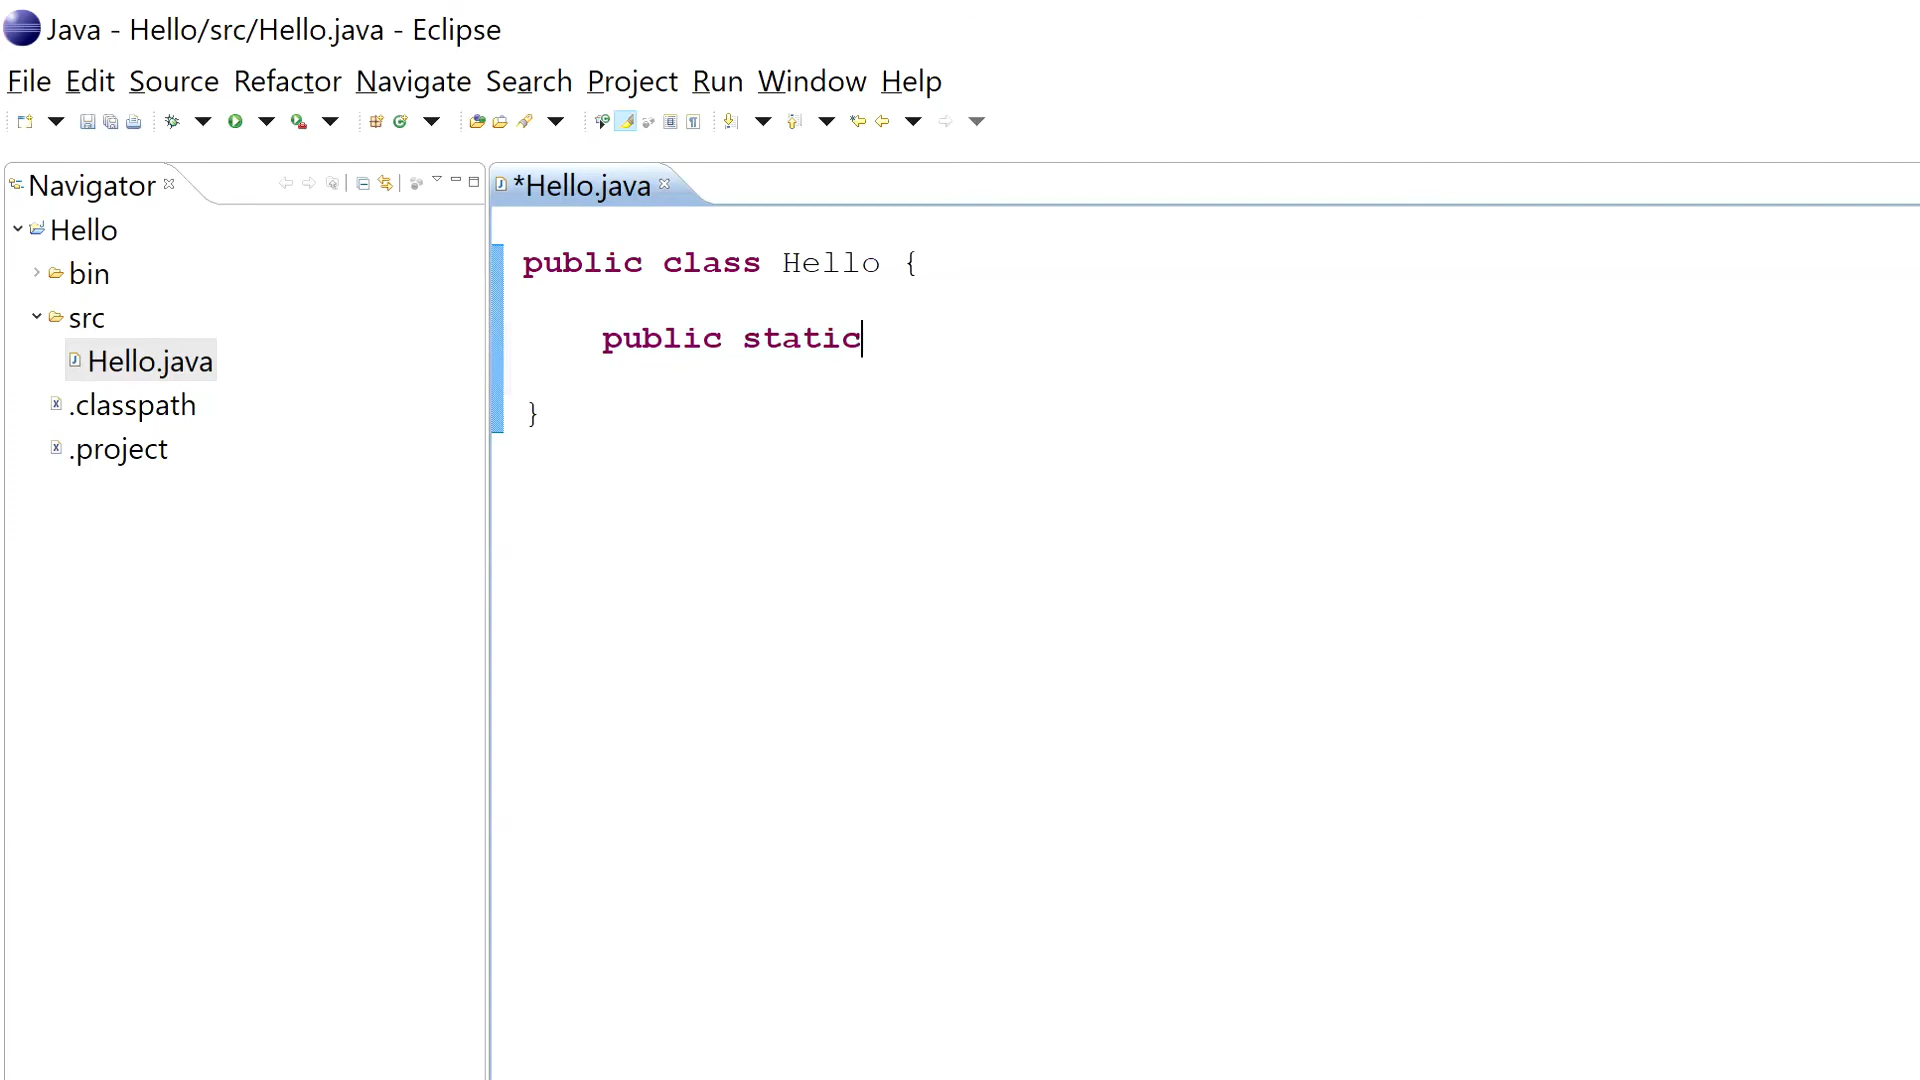 Java - Hello/src/Hello.java - Eclipse
File Edit Source Refactor Navigate Search Project Run Window Help
Navigator
*Hello.java
Hello
bin
src
Hello.java
.classpath
.project
public class Hello {
public static
}